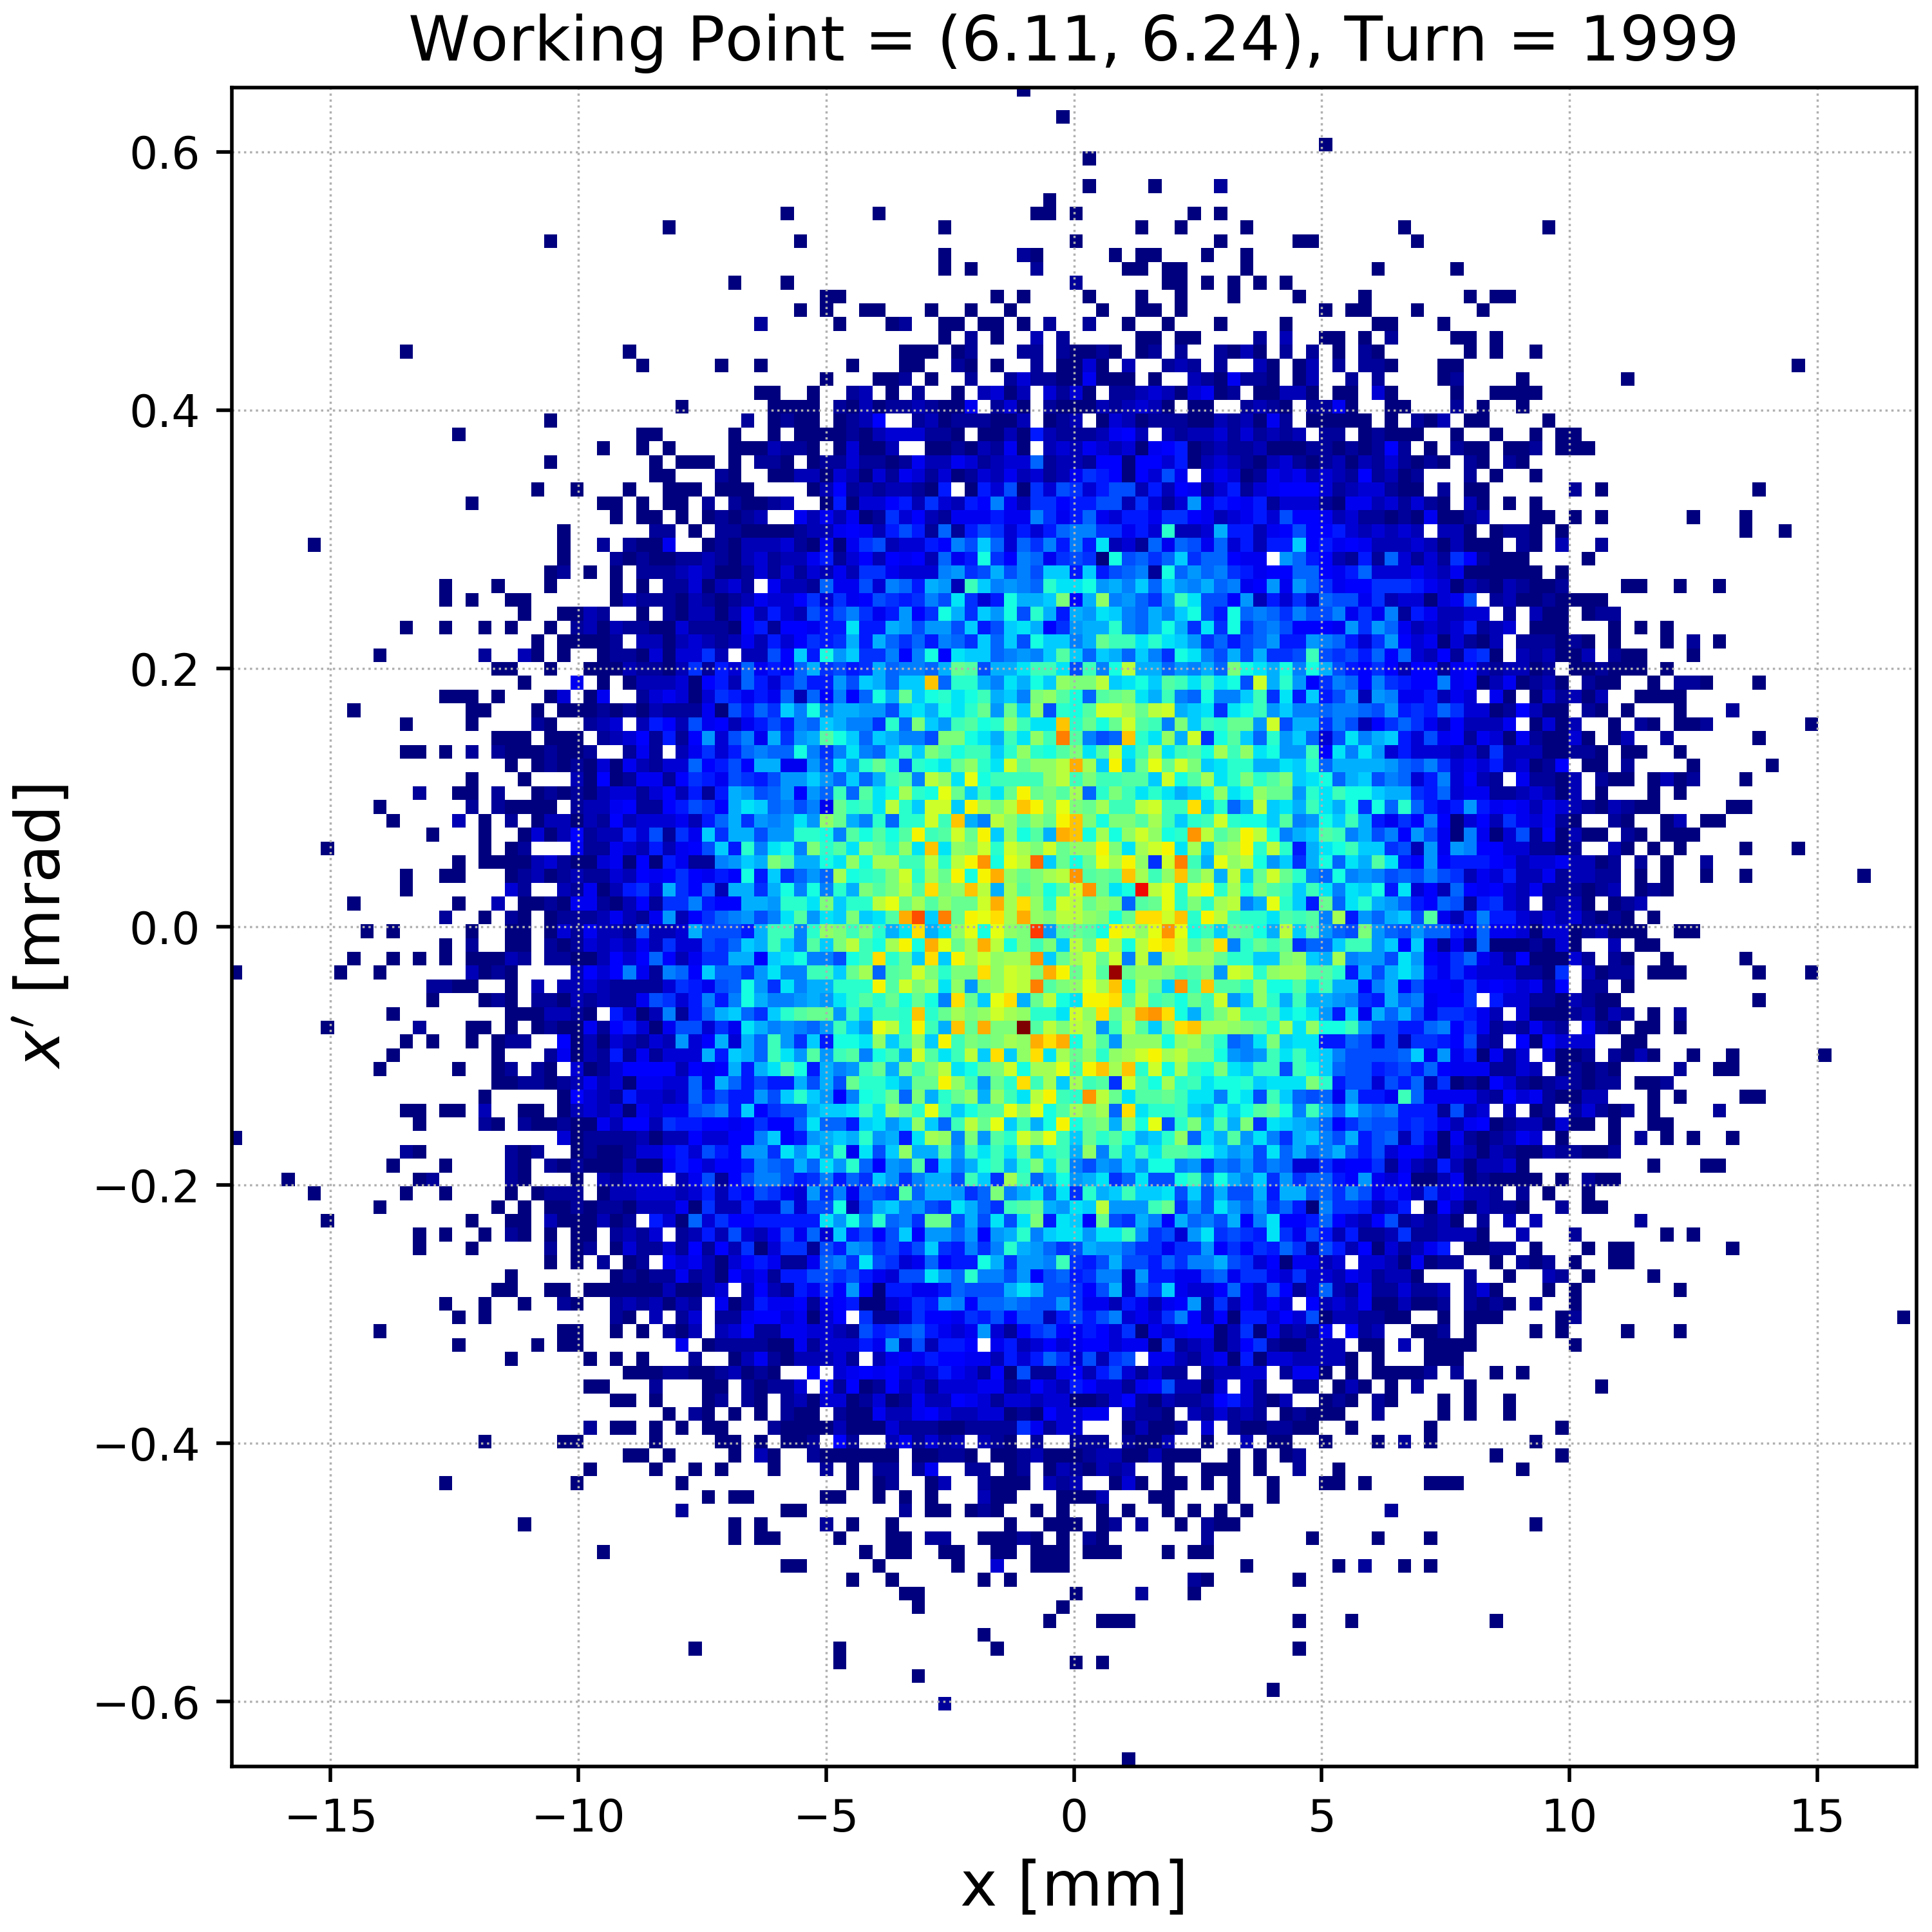 Working Point = (6.11, 6.24), Turn = 1999
0.6
0.4
0.2
0.0
−0.2
−0.4
−0.6
x′ [mrad]
−15 −10 −5 0 5 10 15
x [mm]